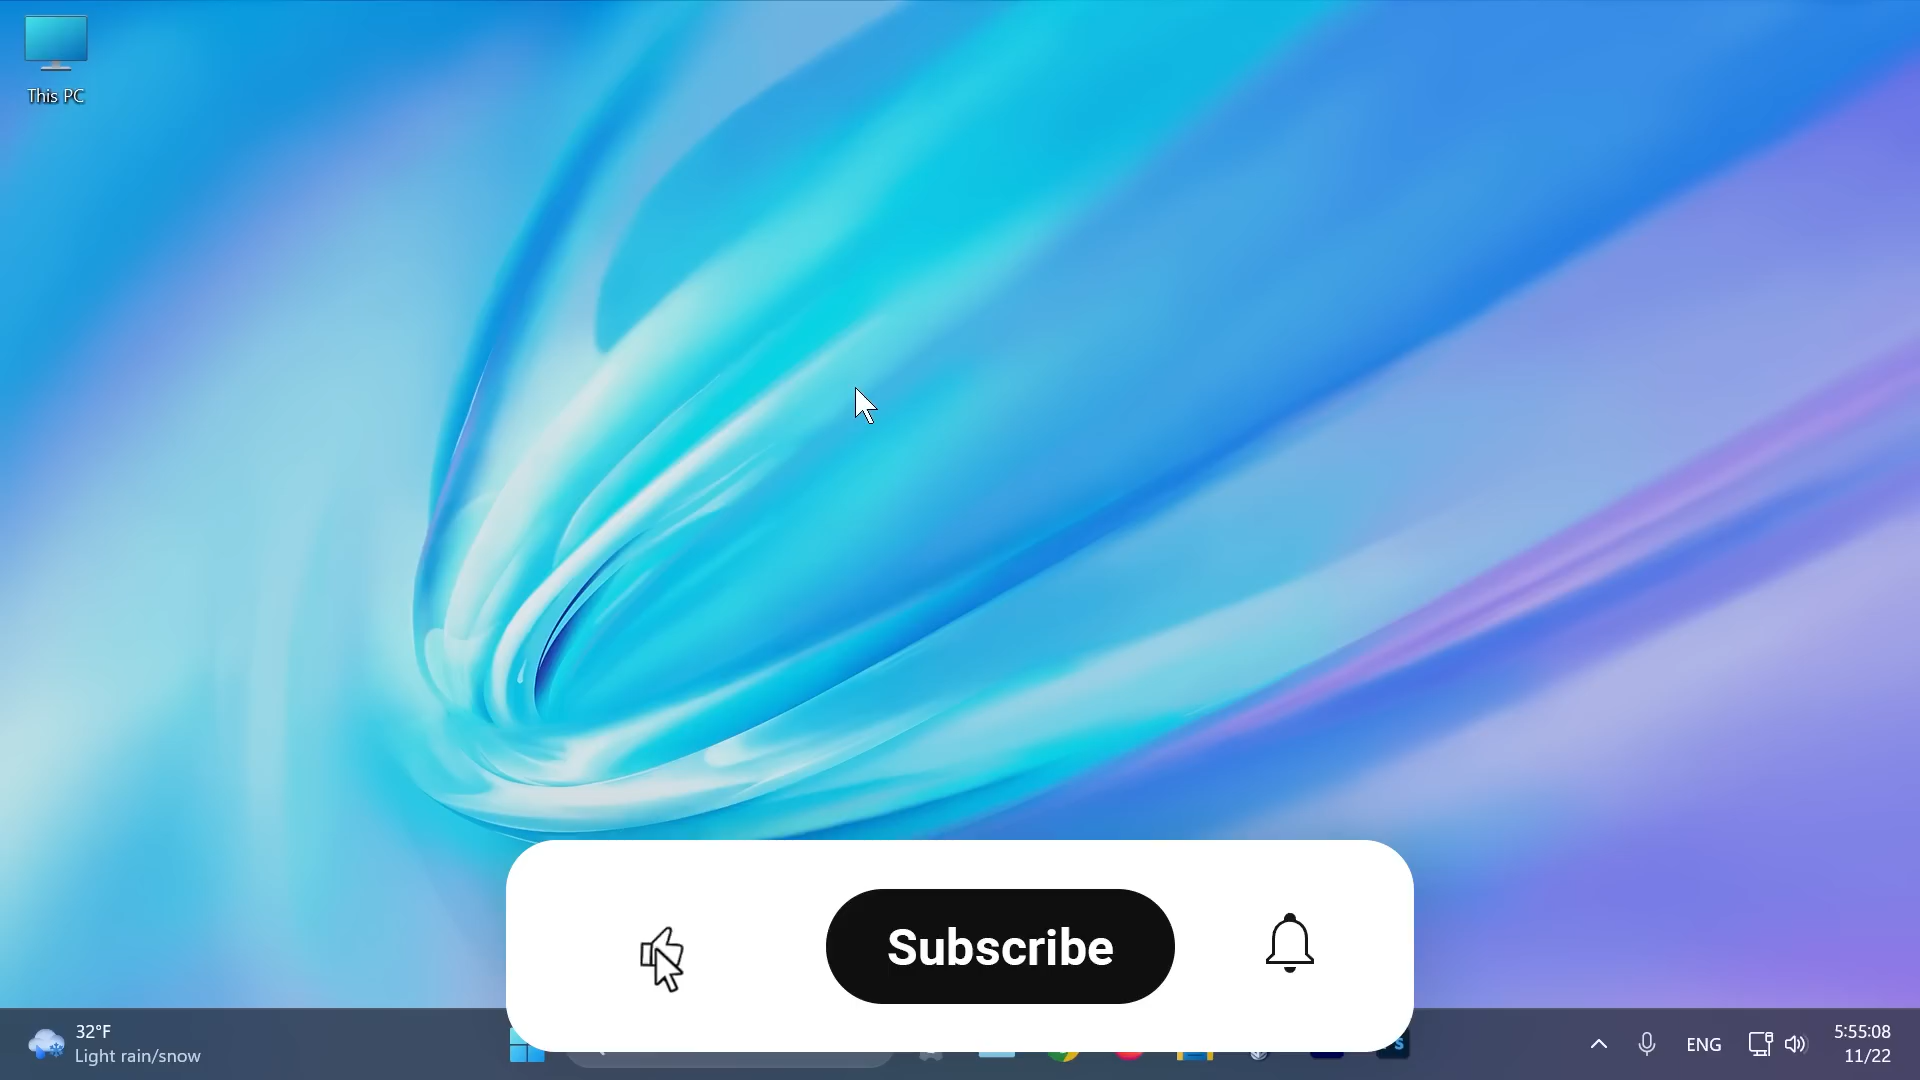 This PC
Subscribe
32°F
Light rain/snow
ENG
5:55:08
11/22